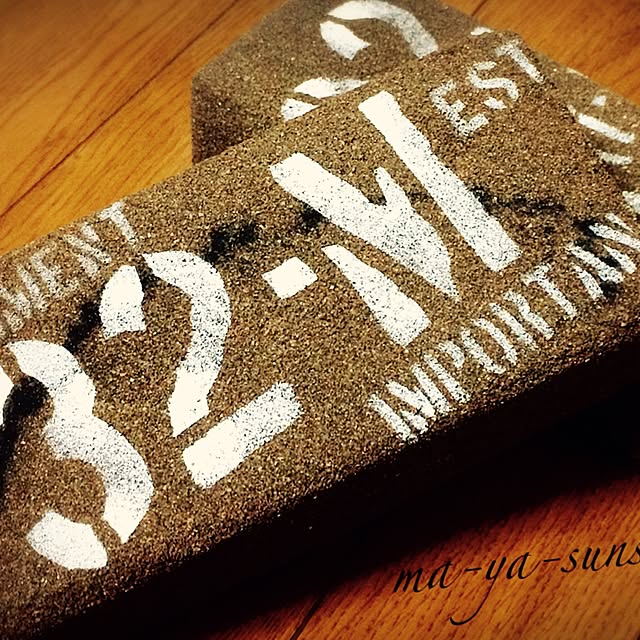 EST
MENT
32-M
IMPORTAN
ma-ya-suns